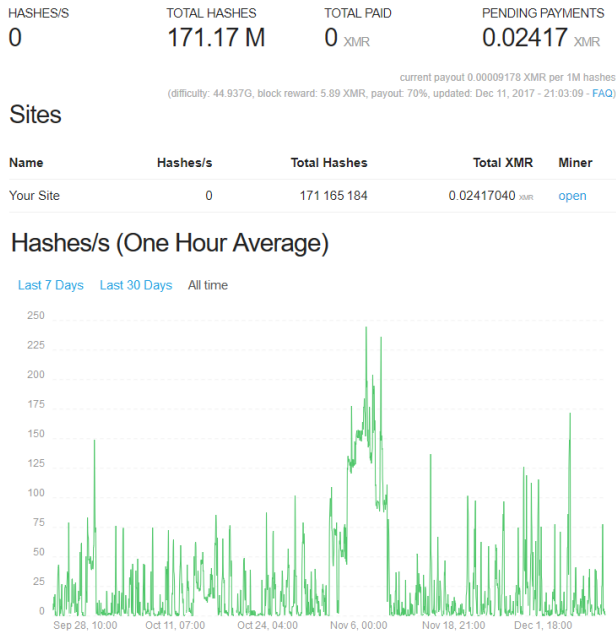 HASHES/S TOTAL HASHES TOTAL PAID PENDING PAYMENTS
0 171.17 M 0 XMR 0.02417 XMR
current payout 0.00009178 XMR per 1M hashes
(difficulty: 44.937G, block reward: 5.89 XMR, payout: 70%, updated: Dec 11, 2017 - 21:03:09 - FAQ)
Sites
Name Hashes/s Total Hashes Total XMR Miner
Your Site 0 171 165 184 0.02417040 XMR open
Hashes/s (One Hour Average)
Last 7 Days Last 30 Days All time
250
225
200
175
150
125
100
75
50
25
0
Sep 28, 10:00 Oct 11, 07:00 Oct 24, 04:00 Nov 6, 00:00 Nov 18, 21:00 Dec 1, 18:00